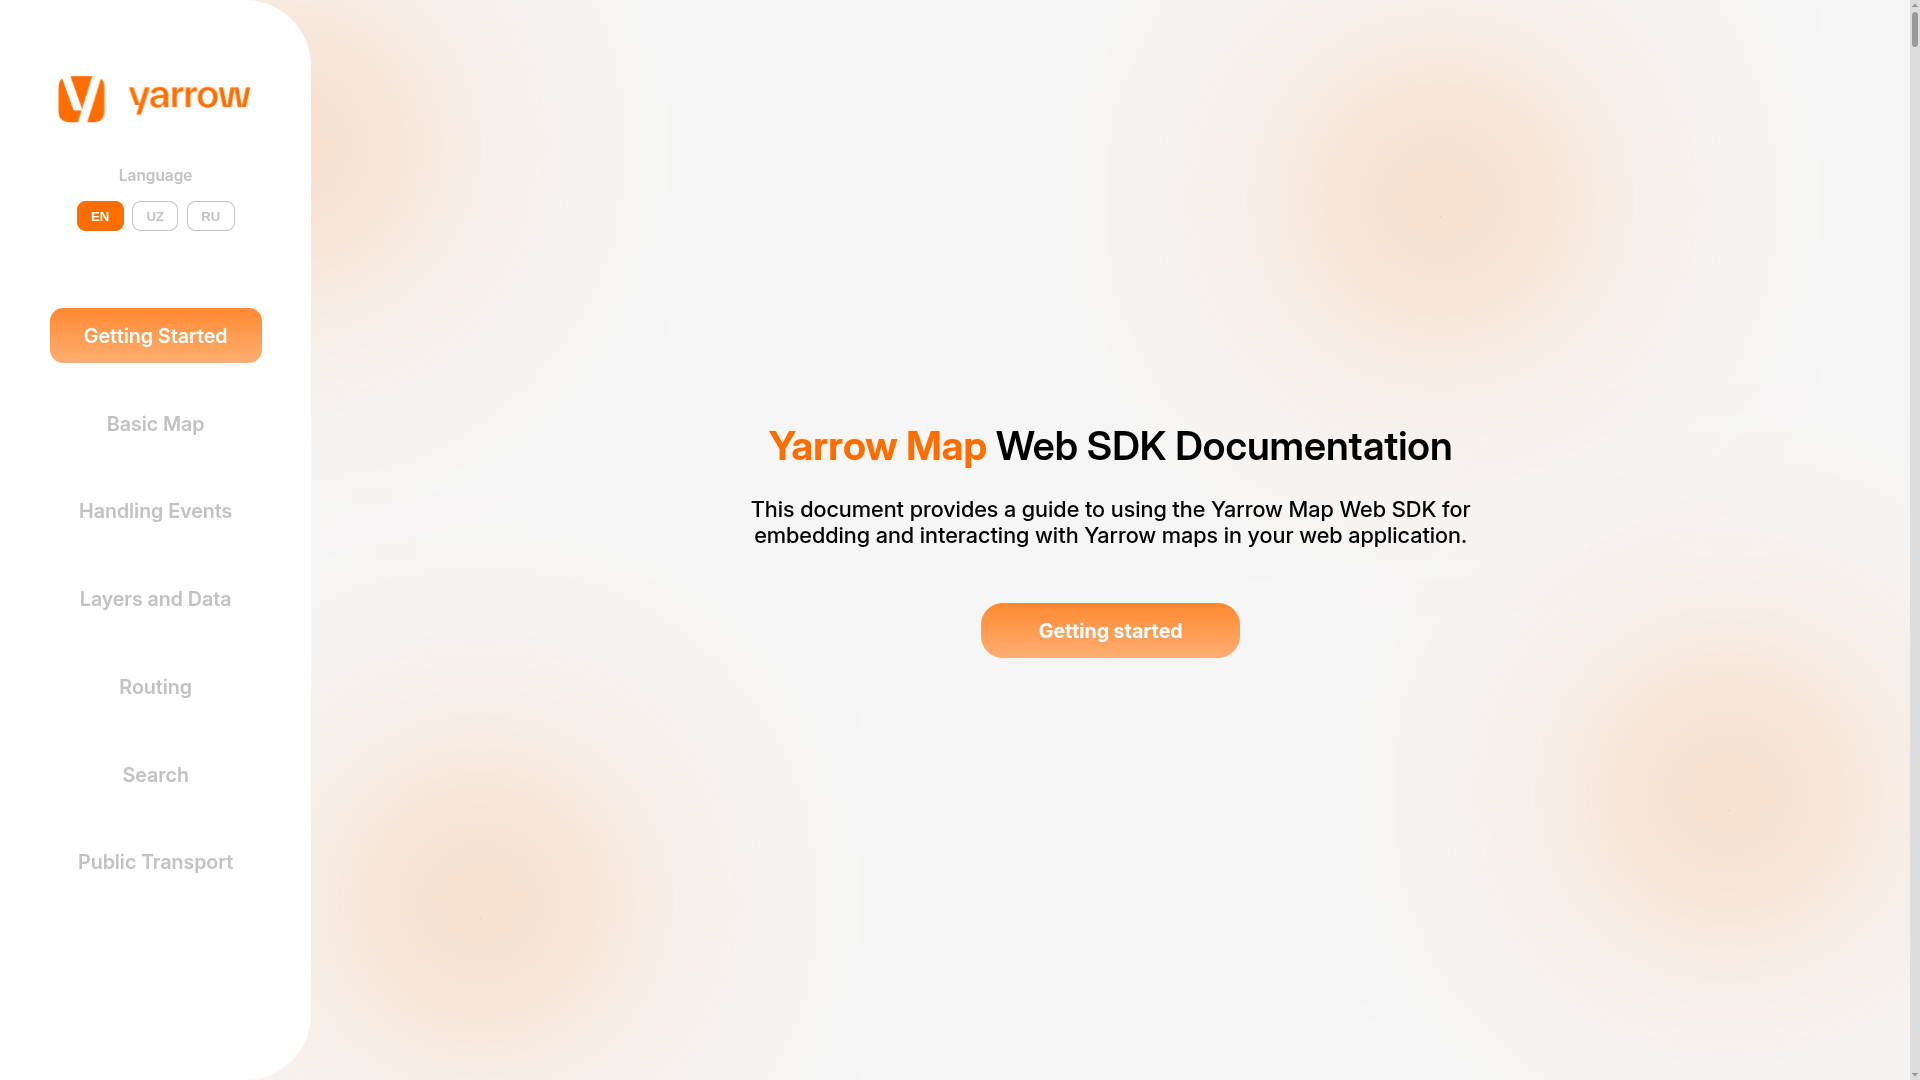 yarrow
Language
EN UZ RU
Getting Started
Basic Map
Handling Events
Layers and Data
Routing
Search
Public Transport
Yarrow Map Web SDK Documentation
This document provides a guide to using the Yarrow Map Web SDK for
embedding and interacting with Yarrow maps in your web application.
Getting started